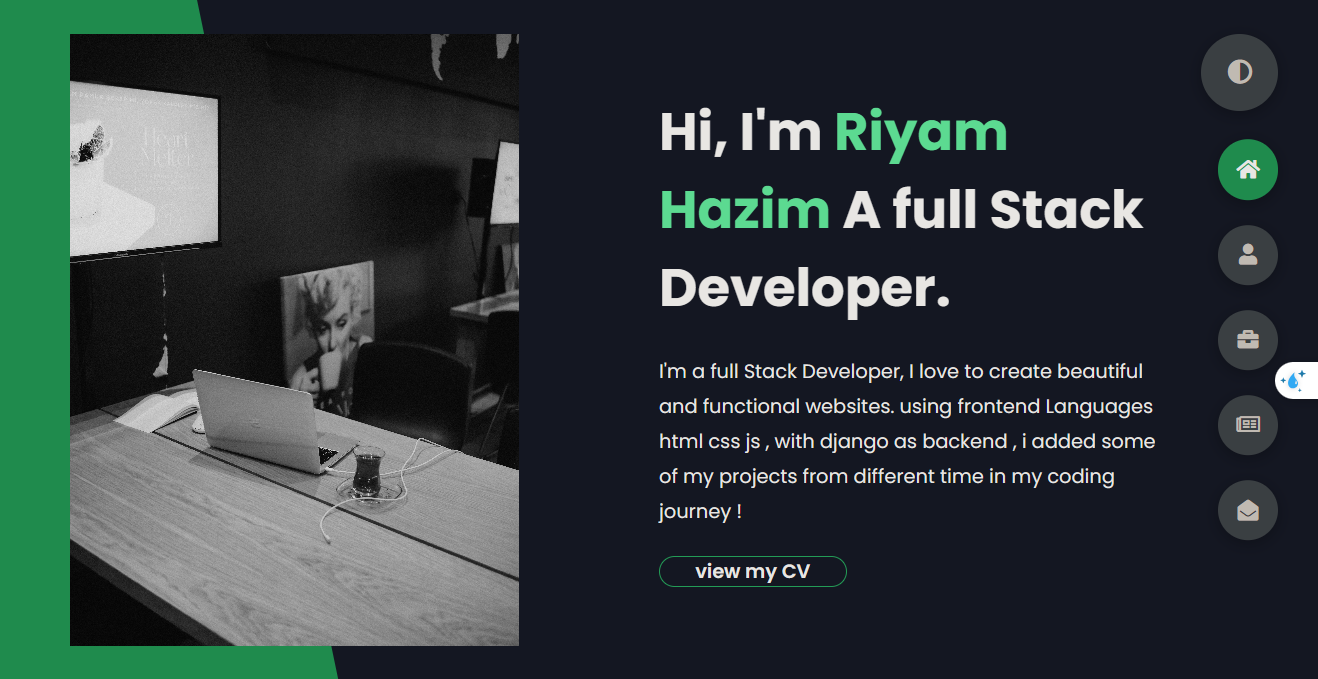 Hi, I'm Riyam
Hazim A full Stack
Developer.
I'm a full Stack Developer, I love to create beautiful
and functional websites. using frontend Languages
html css js , with django as backend , i added some
of my projects from different time in my coding
journey !
view my CV